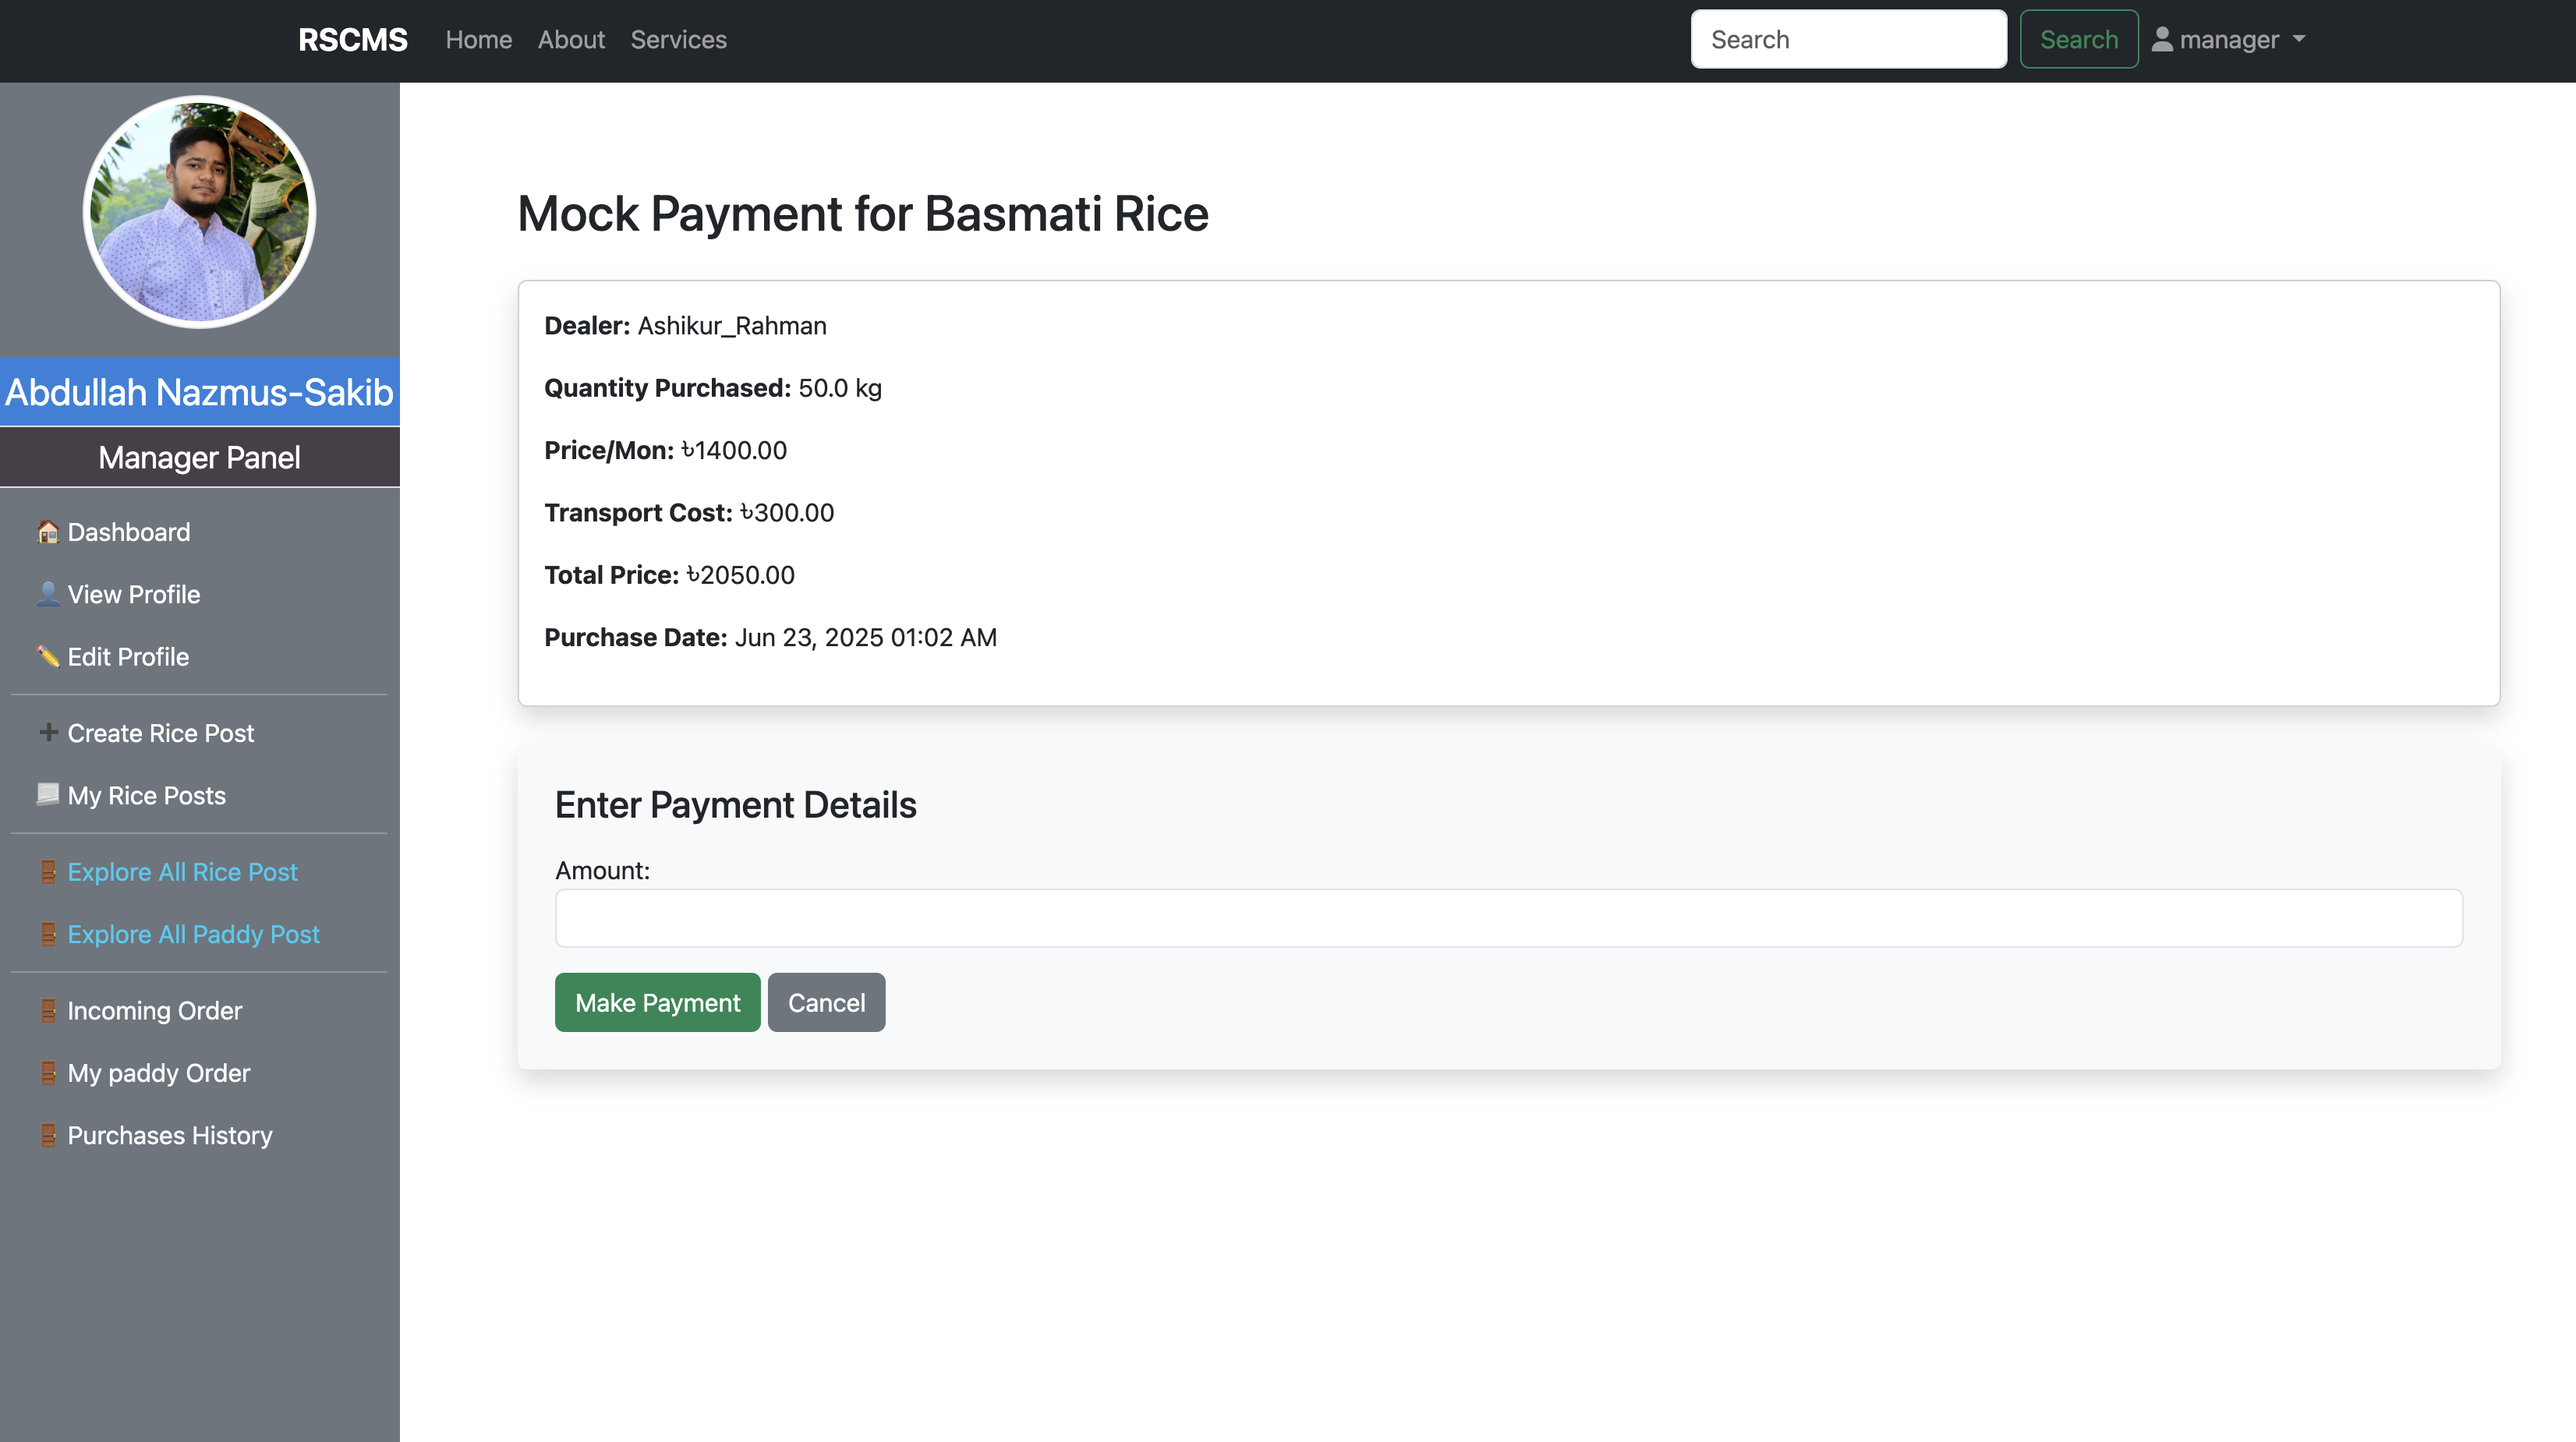 RSCMS Home About Services Search Search manager
Abdullah Nazmus-Sakib
Manager Panel
Dashboard
View Profile
Edit Profile
Create Rice Post
My Rice Posts
Explore All Rice Post
Explore All Paddy Post
Incoming Order
My paddy Order
Purchases History
Mock Payment for Basmati Rice
Dealer: Ashikur_Rahman
Quantity Purchased: 50.0 kg
Price/Mon: ৳1400.00
Transport Cost: ৳300.00
Total Price: ৳2050.00
Purchase Date: Jun 23, 2025 01:02 AM
Enter Payment Details
Amount:
Make Payment Cancel